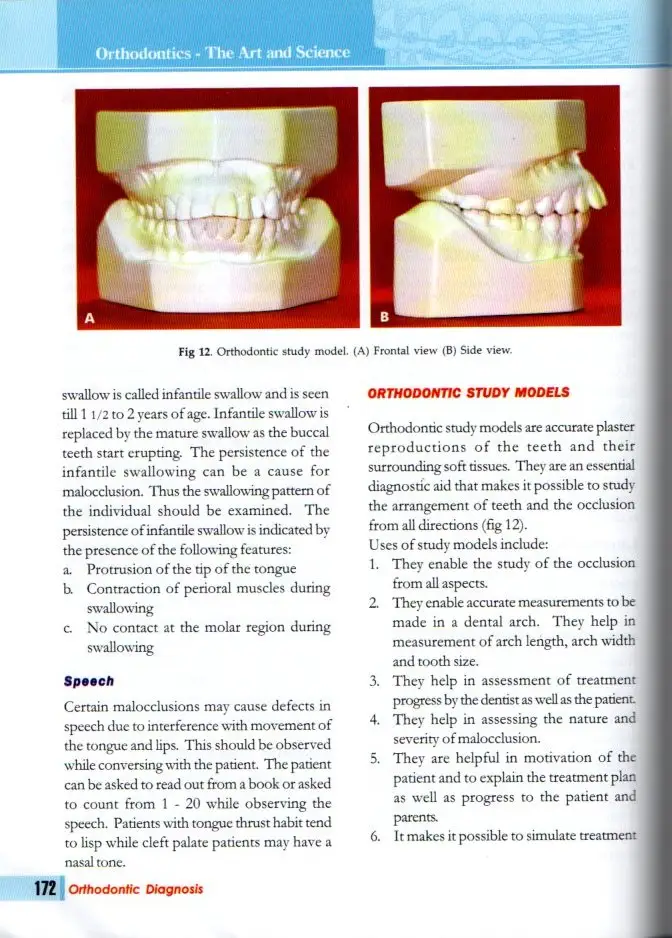 Orthodontics - The Art and Science
A
B
Fig 12. Orthodontic study model. (A) Frontal view (B) Side view.
swallow is called infantile swallow and is seen
till 1 1/2 to 2 years of age. Infantile swallow is
replaced by the mature swallow as the buccal
teeth start erupting. The persistence of the
infantile swallowing can be a cause for
malocclusion. Thus the swallowing pattern of
the individual should be examined. The
persistence of infantile swallow is indicated by
the presence of the following features:
a. Protrusion of the tip of the tongue
b. Contraction of perioral muscles during
swallowing
c. No contact at the molar region during
swallowing
Speech
Certain malocclusions may cause defects in
speech due to interference with movement of
the tongue and lips. This should be observed
while conversing with the patient. The patient
can be asked to read out from a book or asked
to count from 1 - 20 while observing the
speech. Patients with tongue thrust habit tend
to lisp while cleft palate patients may have a
nasal tone.
ORTHODONTIC STUDY MODELS
Orthodontic study models are accurate plaster
reproductions of the teeth and their
surrounding soft tissues. They are an essential
diagnostic aid that makes it possible to study
the arrangement of teeth and the occlusion
from all directions (fig 12).
Uses of study models include:
1. They enable the study of the occlusion
from all aspects.
2. They enable accurate measurements to be
made in a dental arch. They help in
measurement of arch length, arch width
and tooth size.
3. They help in assessment of treatment
progress by the dentist as well as the patient.
4. They help in assessing the nature and
severity of malocclusion.
5. They are helpful in motivation of the
patient and to explain the treatment plan
as well as progress to the patient and
parents.
6. It makes it possible to simulate treatment
172 Orthodontic Diagnosis